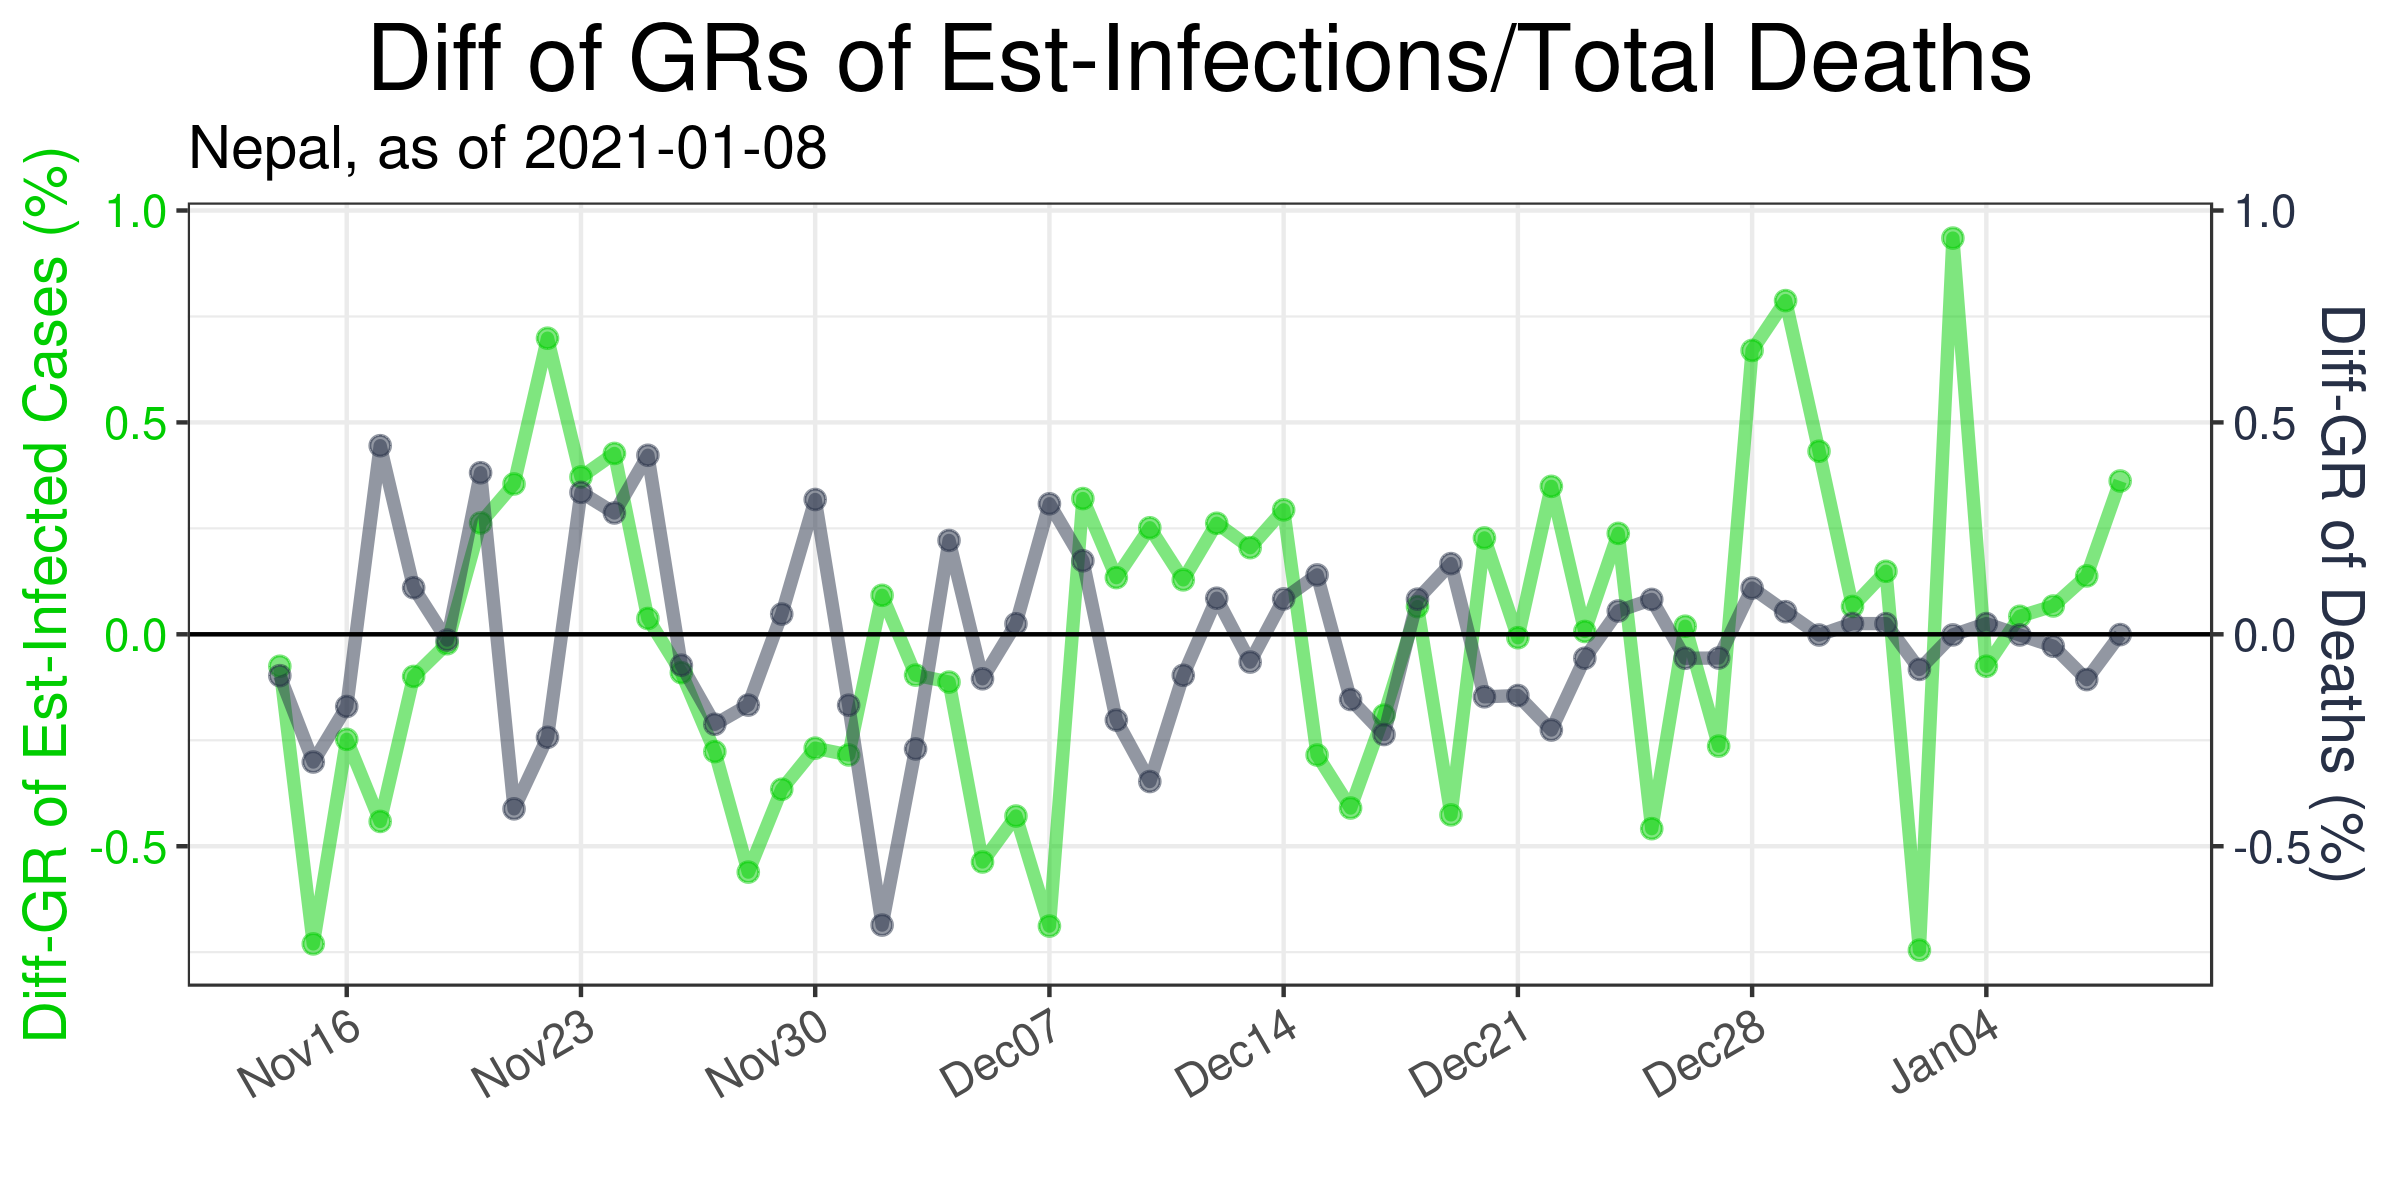 Diff of GRs of Est-Infections/Total Deaths
Nepal, as of 2021-01-08
Diff-GR of Est-Infected Cases (%)
1.0
0.5
0.0
-0.5
1.0
0.5
0.0
-0.5
Diff-GR of Deaths (%)
Nov16
Nov23
Nov30
Dec07
Dec14
Dec21
Dec28
Jan04